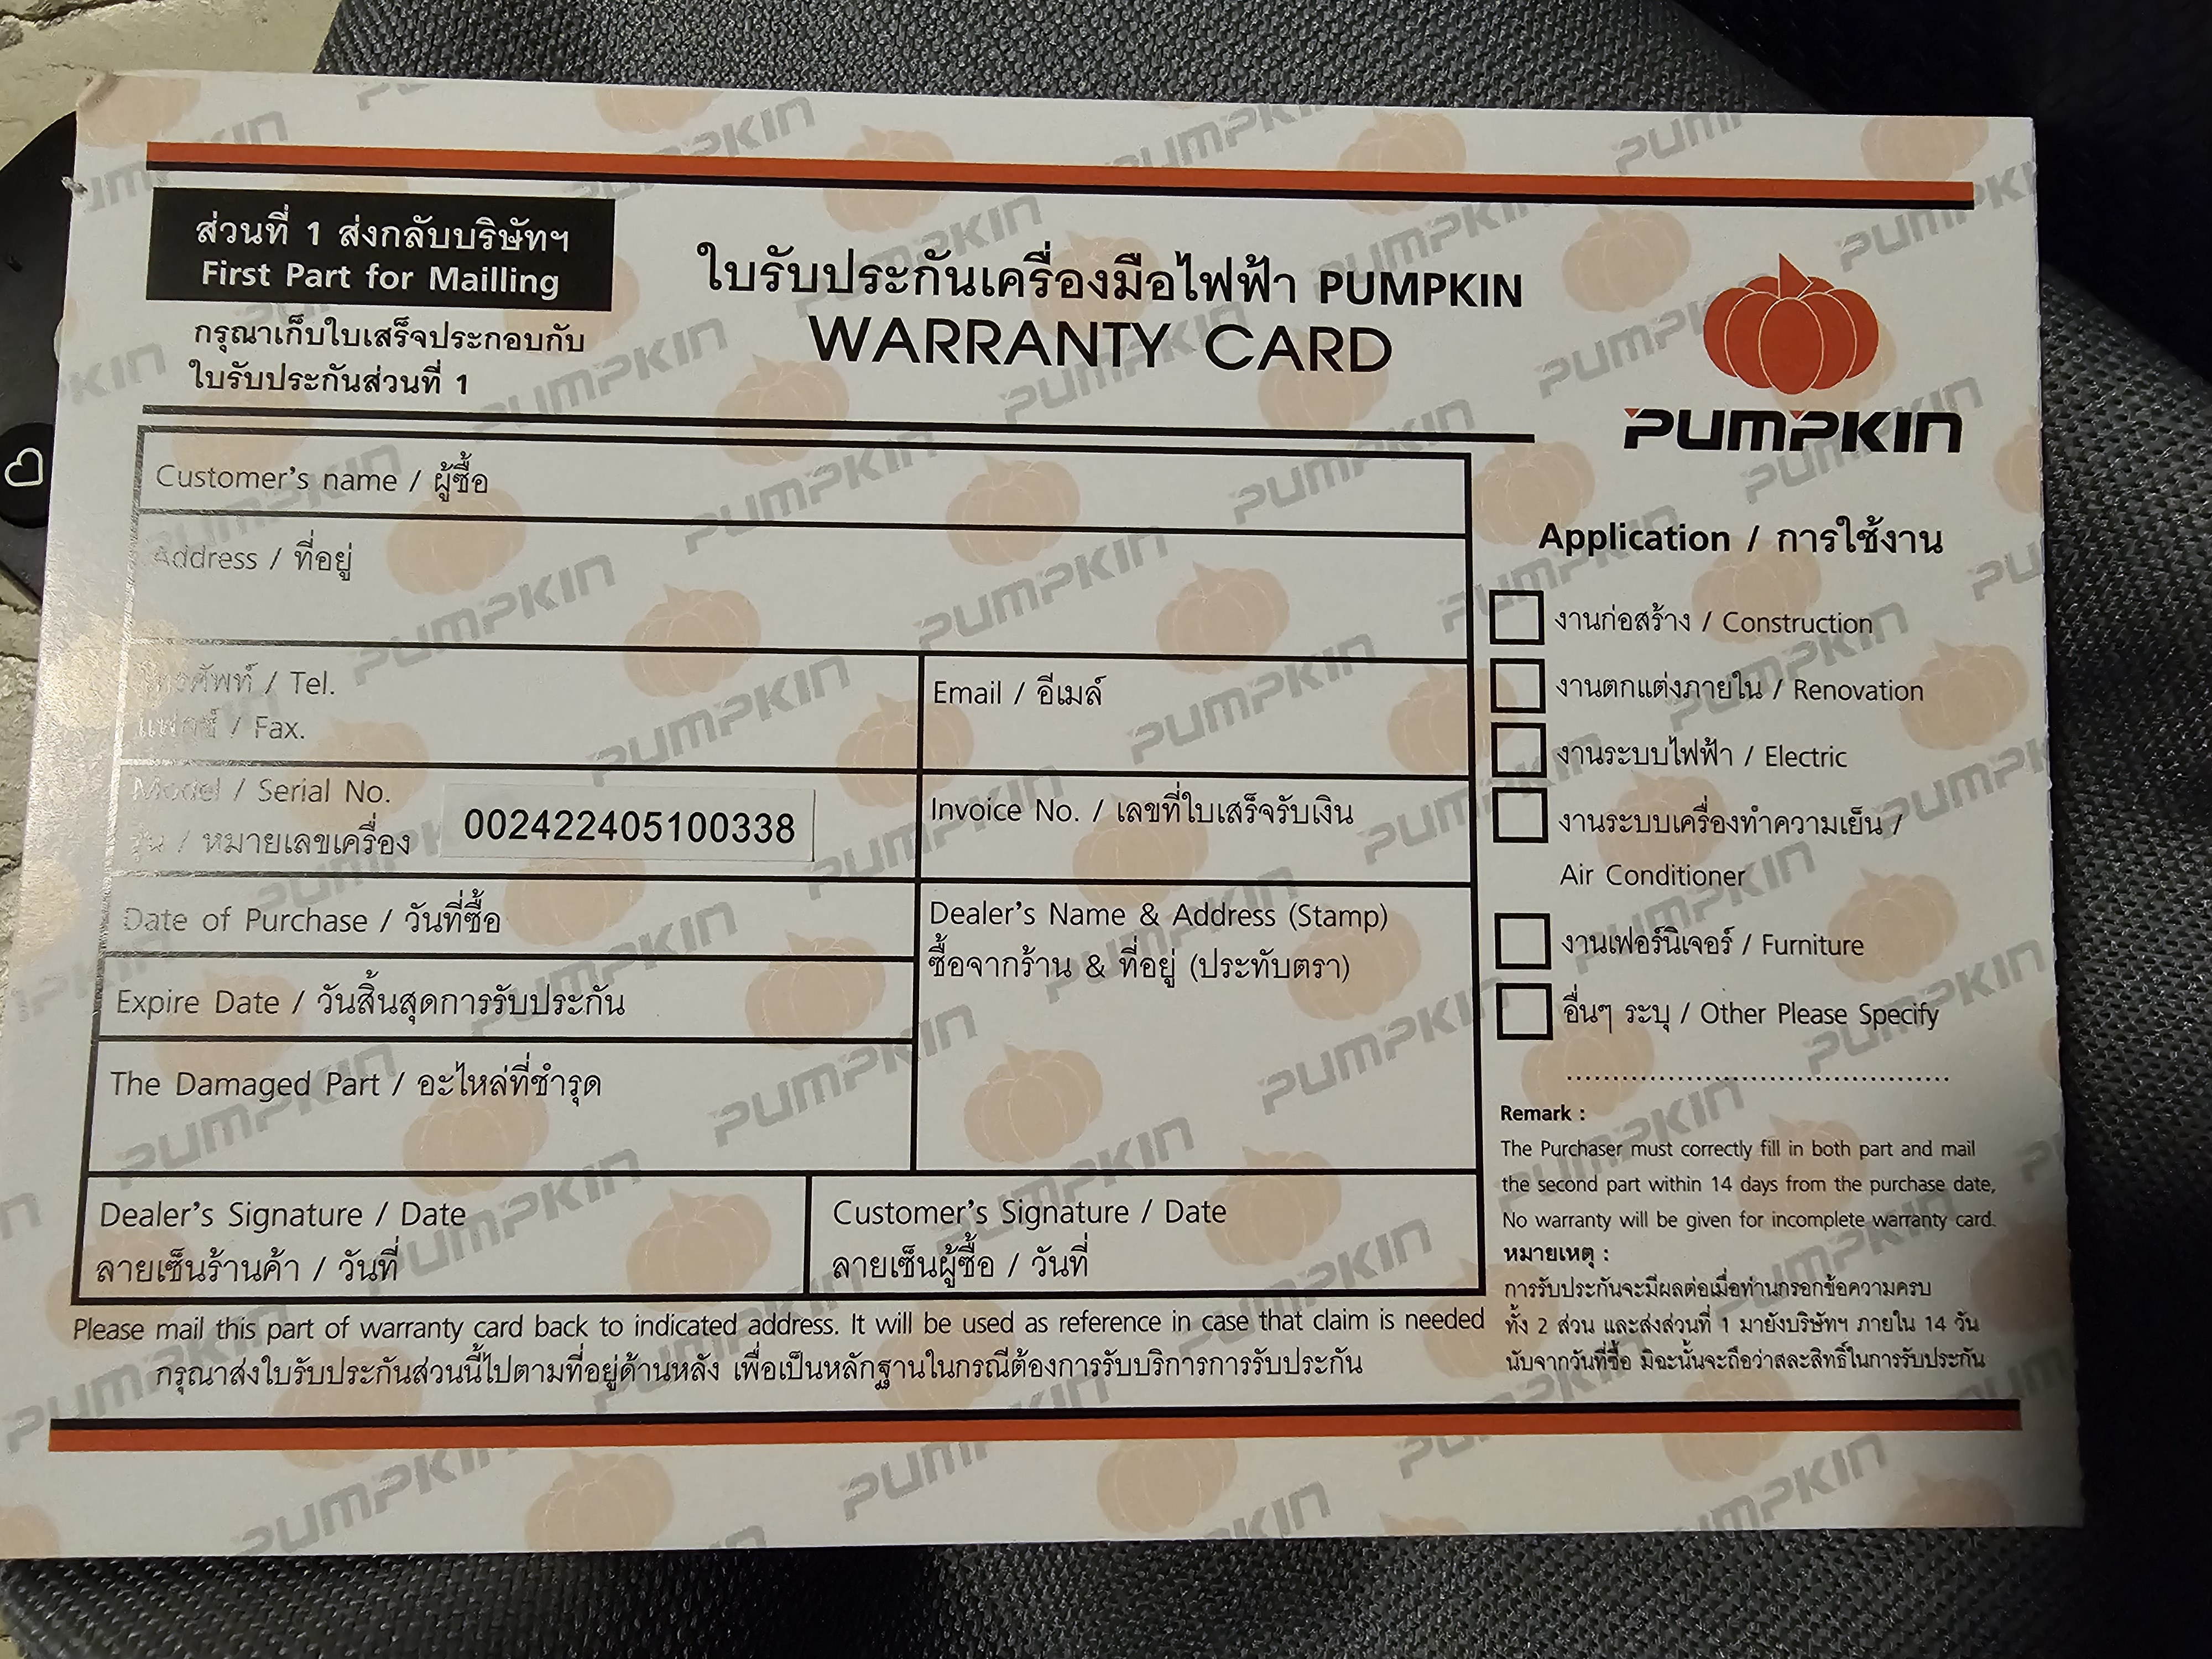 ส่วนที่ 1 ส่งกลับบริษัทฯ
First Part for Mailling
กรุณาเก็บใบเสร็จประกอบกับ
ใบรับประกันส่วนที่ 1
ใบรับประกันเครื่องมือไฟฟ้า PUMPKIN
WARRANTY CARD
PUMPKIN
Customer's name / ผู้ซื้อ
Address / ที่อยู่
โทรศัพท์ / Tel.
แฟกซ์ / Fax.
Email / อีเมล์
Model / Serial No.
รุ่น / หมายเลขเครื่อง
002422405100338
Invoice No. / เลขที่ใบเสร็จรับเงิน
Date of Purchase / วันที่ซื้อ
Expire Date / วันสิ้นสุดการรับประกัน
The Damaged Part / อะไหล่ที่ชำรุด
Dealer's Name & Address (Stamp)
ซื้อจากร้าน & ที่อยู่ (ประทับตรา)
Dealer's Signature / Date
ลายเซ็นร้านค้า / วันที่
Customer's Signature / Date
ลายเซ็นผู้ซื้อ / วันที่
Please mail this part of warranty card back to indicated address. It will be used as reference in case that claim is needed
กรุณาส่งใบรับประกันส่วนนี้ไปตามที่อยู่ด้านหลัง เพื่อเป็นหลักฐานในกรณีต้องการรับบริการการรับประกัน
Application / การใช้งาน
งานก่อสร้าง / Construction
งานตกแต่งภายใน / Renovation
งานระบบไฟฟ้า / Electric
งานระบบเครื่องทำความเย็น /
Air Conditioner
งานเฟอร์นิเจอร์ / Furniture
อื่นๆ ระบุ / Other Please Specify
Remark :
The Purchaser must correctly fill in both part and mail
the second part within 14 days from the purchase date,
No warranty will be given for incomplete warranty card.
หมายเหตุ :
การรับประกันจะมีผลต่อเมื่อท่านกรอกข้อความครบ
ทั้ง 2 ส่วน และส่งส่วนที่ 1 มายังบริษัทฯ ภายใน 14 วัน
นับจากวันที่ซื้อ มิฉะนั้นจะถือว่าสละสิทธิ์ในการรับประกัน